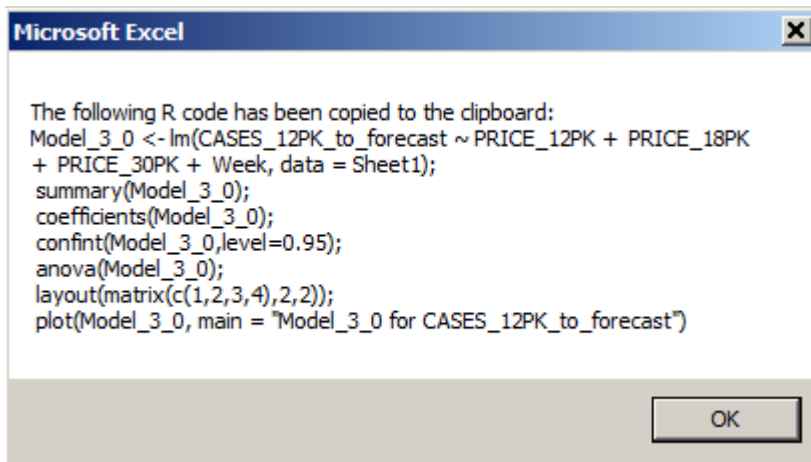 Microsoft Excel
The following R code has been copied to the clipboard:
Model_3_0 <- lm(CASES_12PK_to_forecast ~ PRICE_12PK + PRICE_18PK
+ PRICE_30PK + Week, data = Sheet1);
summary(Model_3_0);
coefficients(Model_3_0);
confint(Model_3_0,level=0.95);
anova(Model_3_0);
layout(matrix(c(1,2,3,4),2,2));
plot(Model_3_0, main = "Model_3_0 for CASES_12PK_to_forecast")
OK